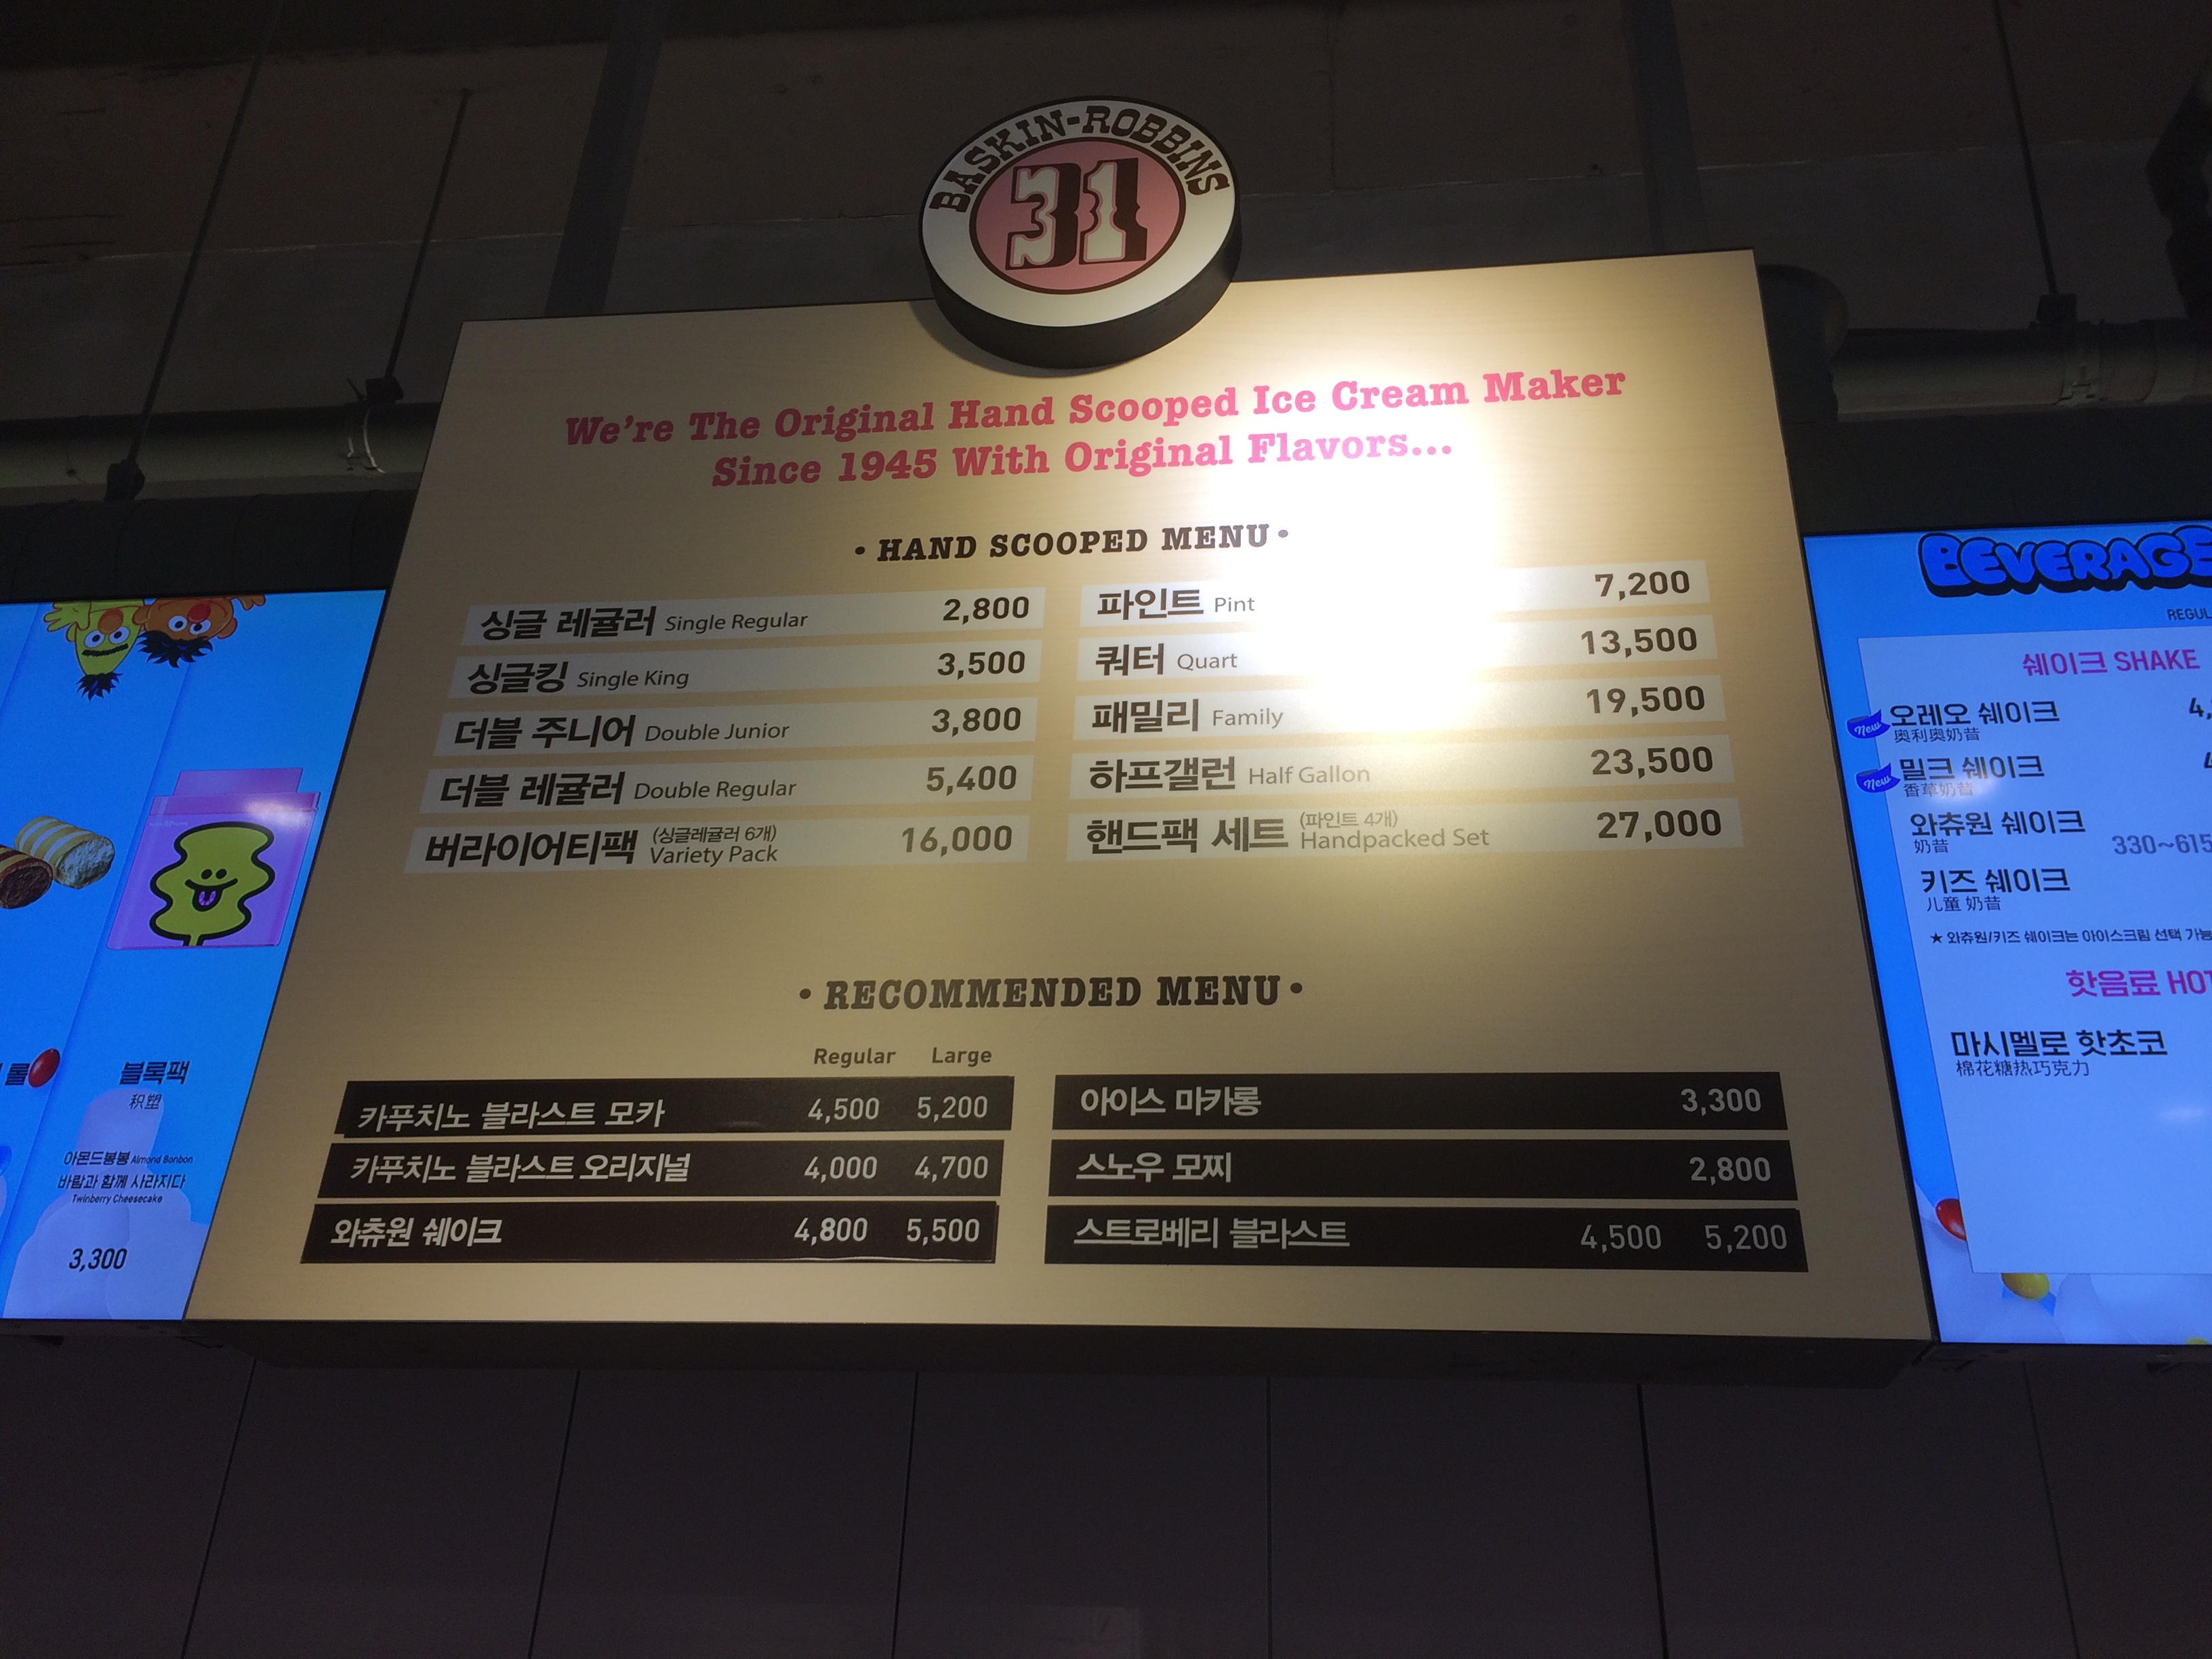 BASKIN-ROBBINS
31
We're The Original Hand Scooped Ice Cream Maker
Since 1945 With Original Flavors...
• HAND SCOOPED MENU •
싱글 레귤러 Single Regular 2,800
싱글킹 Single King 3,500
더블 주니어 Double Junior 3,800
더블 레귤러 Double Regular 5,400
버라이어티팩 (싱글레귤러 6개) Variety Pack 16,000
파인트 Pint 7,200
쿼터 Quart 13,500
패밀리 Family 19,500
하프갤런 Half Gallon 23,500
핸드팩 세트 (파인트 4개) Handpacked Set 27,000
• RECOMMENDED MENU •
Regular Large
카푸치노 블라스트 모카 4,500 5,200
카푸치노 블라스트 오리지널 4,000 4,700
와츄원 쉐이크 4,800 5,500
아이스 마카롱 3,300
스노우 모찌 2,800
스트로베리 블라스트 4,500 5,200
롤
블록팩
积塑
아몬드봉봉 Almond Bonbon
바람과 함께 사라지다
Twinberry Cheesecake
3,300
BEVERAGE
REGUL
쉐이크 SHAKE
New 오레오 쉐이크 4,
奥利奥奶昔
New 밀크 쉐이크 4
香草奶昔
와츄원 쉐이크
奶昔 330~615
키즈 쉐이크
儿童 奶昔
★ 와츄원/키즈 쉐이크는 아이스크림 선택 가능
핫음료 HOT
마시멜로 핫초코
棉花糖热巧克力